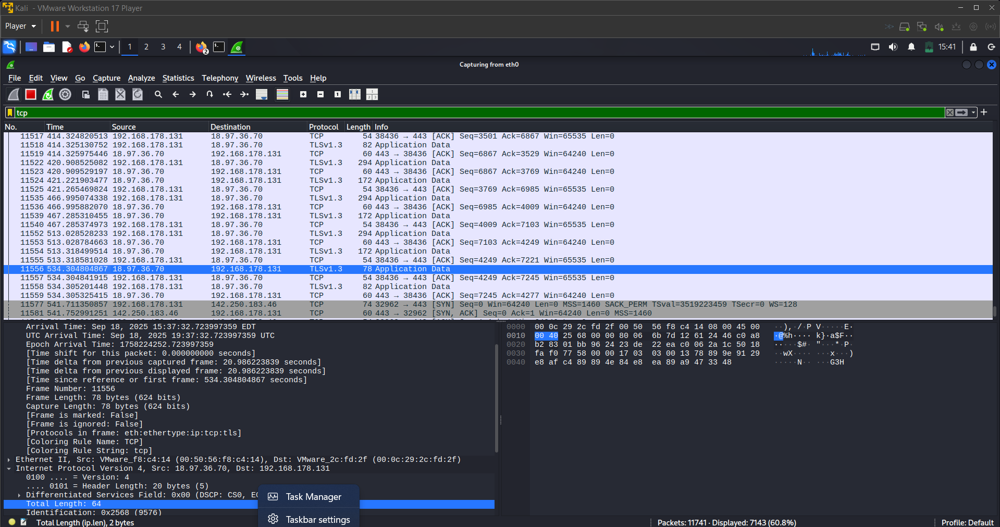 Kali - VMware Workstation 17 Player
Player
1 2 3 4 2 15:41
Capturing from eth0
File Edit View Go Capture Analyze Statistics Telephony Wireless Tools Help
tcp
No. Time Source Destination Protocol Length Info
11517 414.324820513 192.168.178.131 18.97.36.70 TCP 54 38436 → 443 [ACK] Seq=3501 Ack=6867 Win=65535 Len=0
11518 414.325130752 192.168.178.131 18.97.36.70 TLSv1.3 82 Application Data
11519 414.325975446 18.97.36.70 192.168.178.131 TCP 60 443 → 38436 [ACK] Seq=6867 Ack=3529 Win=64240 Len=0
11522 420.908525082 192.168.178.131 18.97.36.70 TLSv1.3 294 Application Data
11523 420.909529197 18.97.36.70 192.168.178.131 TCP 60 443 → 38436 [ACK] Seq=6867 Ack=3769 Win=64240 Len=0
11524 421.221903477 18.97.36.70 192.168.178.131 TLSv1.3 172 Application Data
11525 421.265469824 192.168.178.131 18.97.36.70 TCP 54 38436 → 443 [ACK] Seq=3769 Ack=6985 Win=65535 Len=0
11535 466.995074338 192.168.178.131 18.97.36.70 TLSv1.3 294 Application Data
11536 466.995882070 18.97.36.70 192.168.178.131 TCP 60 443 → 38436 [ACK] Seq=6985 Ack=4009 Win=64240 Len=0
11539 467.285310455 18.97.36.70 192.168.178.131 TLSv1.3 172 Application Data
11540 467.285374973 192.168.178.131 18.97.36.70 TCP 54 38436 → 443 [ACK] Seq=4009 Ack=7103 Win=65535 Len=0
11552 513.028528233 192.168.178.131 18.97.36.70 TLSv1.3 294 Application Data
11553 513.028784663 18.97.36.70 192.168.178.131 TCP 60 443 → 38436 [ACK] Seq=7103 Ack=4249 Win=64240 Len=0
11554 513.318499514 18.97.36.70 192.168.178.131 TLSv1.3 172 Application Data
11555 513.318581028 192.168.178.131 18.97.36.70 TCP 54 38436 → 443 [ACK] Seq=4249 Ack=7221 Win=65535 Len=0
11556 534.304804867 18.97.36.70 192.168.178.131 TLSv1.3 78 Application Data
11557 534.304841915 192.168.178.131 18.97.36.70 TCP 54 38436 → 443 [ACK] Seq=4249 Ack=7245 Win=65535 Len=0
11558 534.305201448 192.168.178.131 18.97.36.70 TLSv1.3 82 Application Data
11559 534.305325415 18.97.36.70 192.168.178.131 TCP 60 443 → 38436 [ACK] Seq=7245 Ack=4277 Win=64240 Len=0
11577 541.711350857 192.168.178.131 142.250.183.46 TCP 74 32962 → 443 [SYN] Seq=0 Win=64240 Len=0 MSS=1460 SACK_PERM TSval=3519223459 TSecr=0 WS=128
11581 541.752991251 142.250.183.46 192.168.178.131 TCP 60 443 → 32962 [SYN, ACK] Seq=0 Ack=1 Win=64240 Len=0 MSS=1460
Arrival Time: Sep 18, 2025 15:37:32.723997359 EDT
UTC Arrival Time: Sep 18, 2025 19:37:32.723997359 UTC
Epoch Arrival Time: 1758224252.723997359
[Time shift for this packet: 0.000000000 seconds]
[Time delta from previous captured frame: 20.986223839 seconds]
[Time delta from previous displayed frame: 20.986223839 seconds]
[Time since reference or first frame: 534.304804867 seconds]
Frame Number: 11556
Frame Length: 78 bytes (624 bits)
Capture Length: 78 bytes (624 bits)
[Frame is marked: False]
[Frame is ignored: False]
[Protocols in frame: eth:ethertype:ip:tcp:tls]
[Coloring Rule Name: TCP]
[Coloring Rule String: tcp]
Ethernet II, Src: VMware_f8:c4:14 (00:50:56:f8:c4:14), Dst: VMware_2c:fd:2f (00:0c:29:2c:fd:2f)
Internet Protocol Version 4, Src: 18.97.36.70, Dst: 192.168.178.131
0100 .... = Version: 4
.... 0101 = Header Length: 20 bytes (5)
Differentiated Services Field: 0x00 (DSCP: CS0, EC
Total Length: 64
Identification: 0x2568 (9576)
0000 00 0c 29 2c fd 2f 00 50 56 f8 c4 14 08 00 45 00 ··),·/·P V·····E·
0010 00 40 25 68 00 00 80 06 6b 7d 12 61 24 46 c0 a8 ·@%h···· k}·a$F··
0020 b2 83 01 bb 96 24 23 de 22 ea c0 06 2a 1c 50 18 ·····$#· "···*·P·
0030 fa f0 77 58 00 00 17 03 03 00 13 78 89 9e 91 29 ··wX···· ···x···)
0040 e8 af c4 89 89 4e 84 e8 ea 89 a9 47 33 48 ·····N·· ···G3H
Task Manager
Taskbar settings
Total Length (ip.len), 2 bytes
Packets: 11741 · Displayed: 7143 (60.8%)
Profile: Default